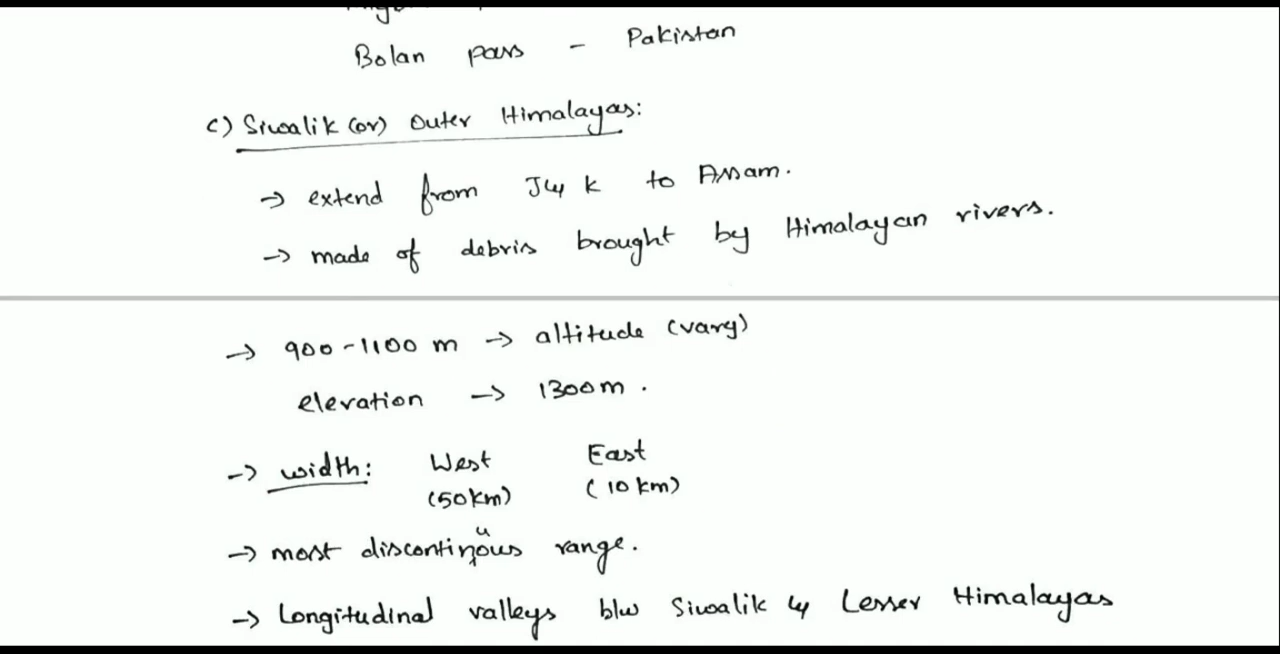 Bolan pass - Pakistan
c) Siwalik (or) Outer Himalayas:
→ extend from J & K to Assam.
→ made of debris brought by Himalayan rivers.
→ 900-1100 m → altitude (vary)
elevation → 1300m.
→ width: West East
(50km) (10 km)
→ most discontinuous range.
→ Longitudinal valleys b/w Siwalik & Lesser Himalayas